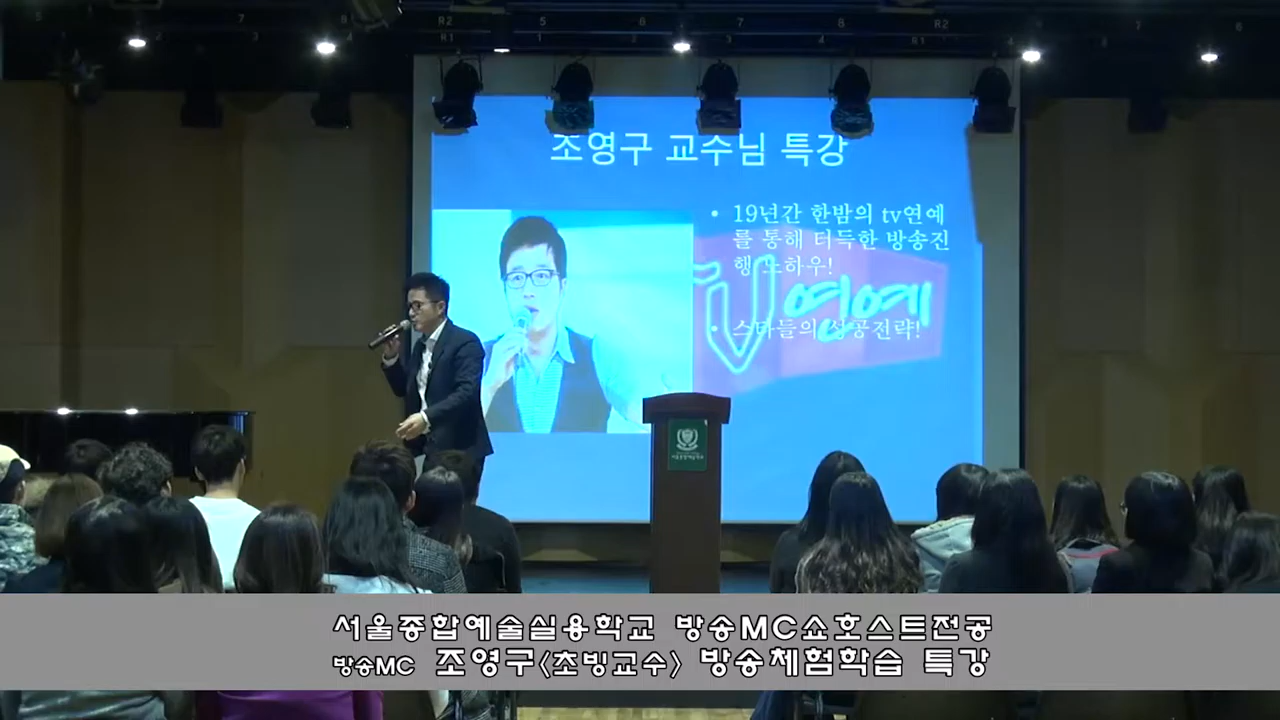 조영구 교수님 특강
• 19년간 한밤의 tv연예
를 통해 터득한 방송진
행 노하우!
TV 연예
• 스타들의 성공전략!
서울종합예술실용학교 방송MC쇼호스트전공
방송MC 조영구<초빙교수> 방송체험학습 특강